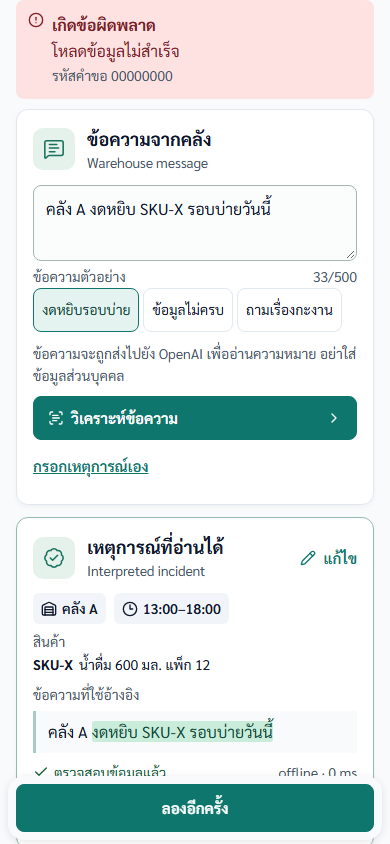 เกิดข้อผิดพลาด
โหลดข้อมูลไม่สำเร็จ
รหัสคำขอ 00000000
ข้อความจากคลัง
Warehouse message
คลัง A งดหยิบ SKU-X รอบบ่ายวันนี้
ข้อความตัวอย่าง 33/500
งดหยิบรอบบ่าย ข้อมูลไม่ครบ ถามเรื่องกะงาน
ข้อความจะถูกส่งไปยัง OpenAI เพื่ออ่านความหมาย อย่าใส่
ข้อมูลส่วนบุคคล
วิเคราะห์ข้อความ
กรอกเหตุการณ์เอง
เหตุการณ์ที่อ่านได้
Interpreted incident
แก้ไข
คลัง A 13:00–18:00
สินค้า
SKU-X น้ำดื่ม 600 มล. แพ็ก 12
ข้อความที่ใช้อ้างอิง
คลัง A งดหยิบ SKU-X รอบบ่ายวันนี้
ตรวจสอบข้อมูลแล้ว offline · 0 ms
ลองอีกครั้ง